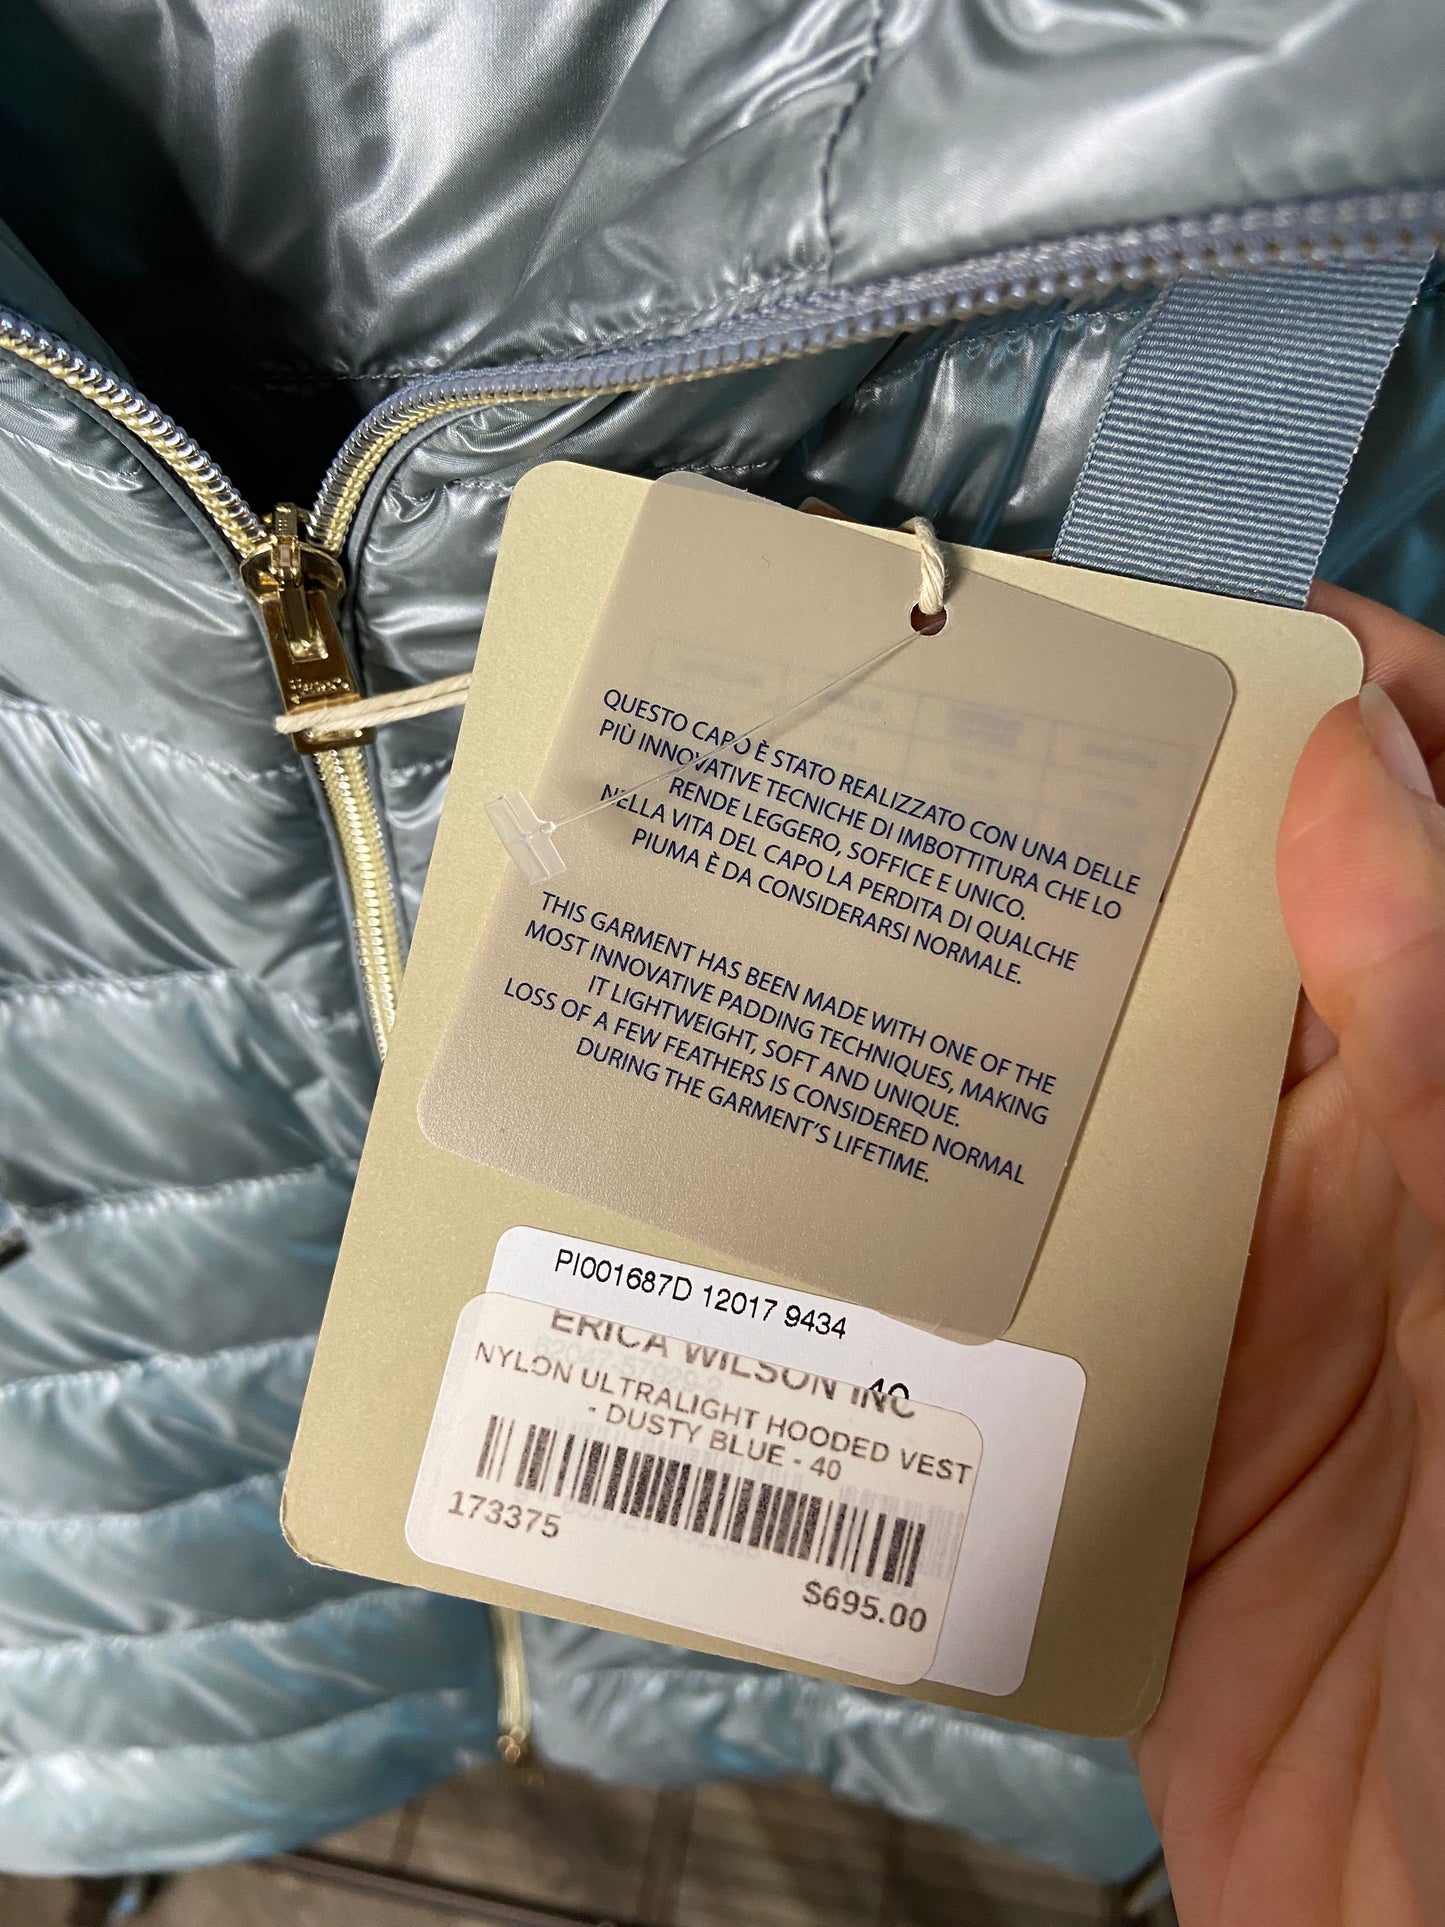 QUESTO CAPO È STATO REALIZZATO CON UNA DELLE
PIÙ INNOVATIVE TECNICHE DI IMBOTTITURA CHE LO
RENDE LEGGERO, SOFFICE E UNICO.
NELLA VITA DEL CAPO LA PERDITA DI QUALCHE
PIUMA È DA CONSIDERARSI NORMALE.
THIS GARMENT HAS BEEN MADE WITH ONE OF THE
MOST INNOVATIVE PADDING TECHNIQUES, MAKING
IT LIGHTWEIGHT, SOFT AND UNIQUE.
LOSS OF A FEW FEATHERS IS CONSIDERED NORMAL
DURING THE GARMENT'S LIFETIME.
PI001687D 12017 9434
40
ERICA WILSON INC
NYLON ULTRALIGHT HOODED VEST
- DUSTY BLUE - 40
173375
$695.00